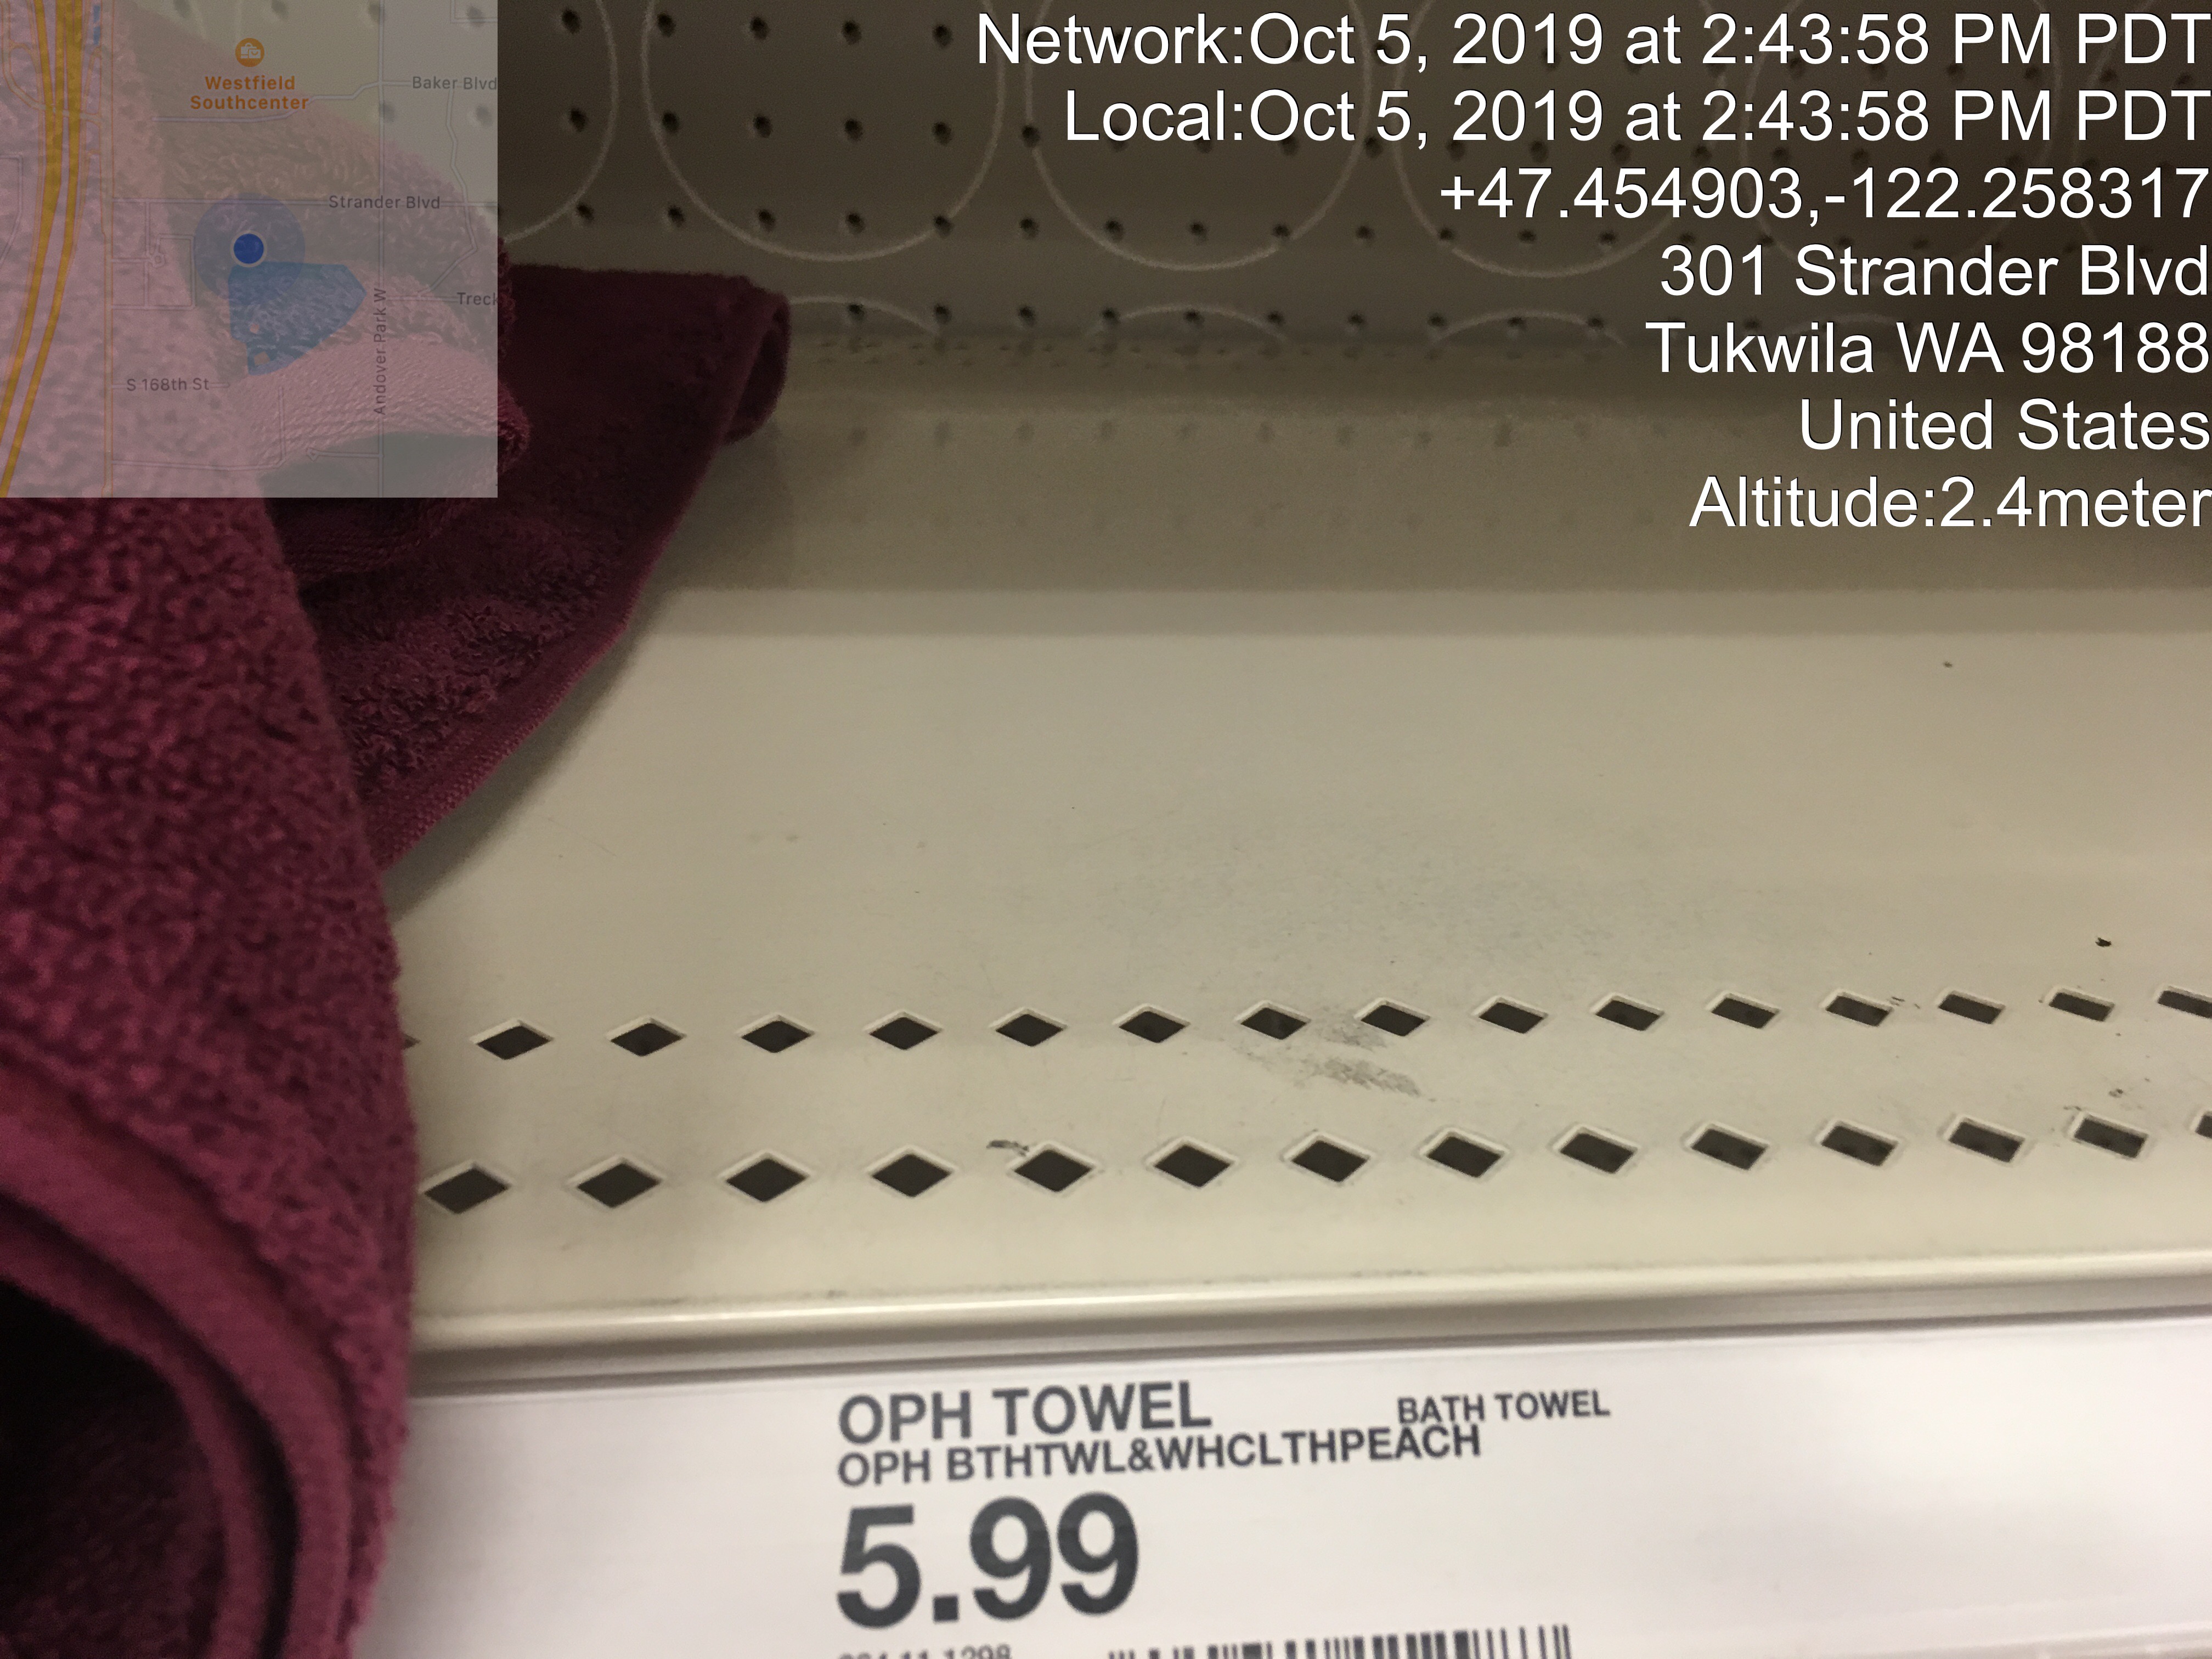 Network:Oct 5, 2019 at 2:43:58 PM PDT
Local:Oct 5, 2019 at 2:43:58 PM PDT
+47.454903,-122.258317
301 Strander Blvd
Tukwila WA 98188
United States
Altitude:2.4meter
Westfield
Southcenter
Baker Blvd
Strander Blvd
Treck
Andover Park W
S 168th St
OPH TOWEL
BATH TOWEL
OPH BTHTWL&WHCLTHPEACH
5.99